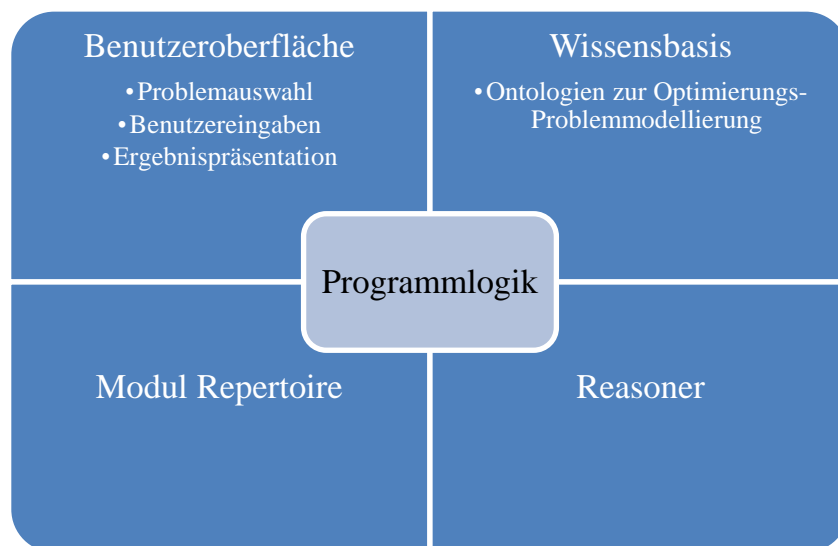 Benutzeroberfläche
•Problemauswahl
•Benutzereingaben
•Ergebnispräsentation
Wissensbasis
•Ontologien zur Optimierungs-
Problemmodellierung
Programmlogik
Modul Repertoire
Reasoner